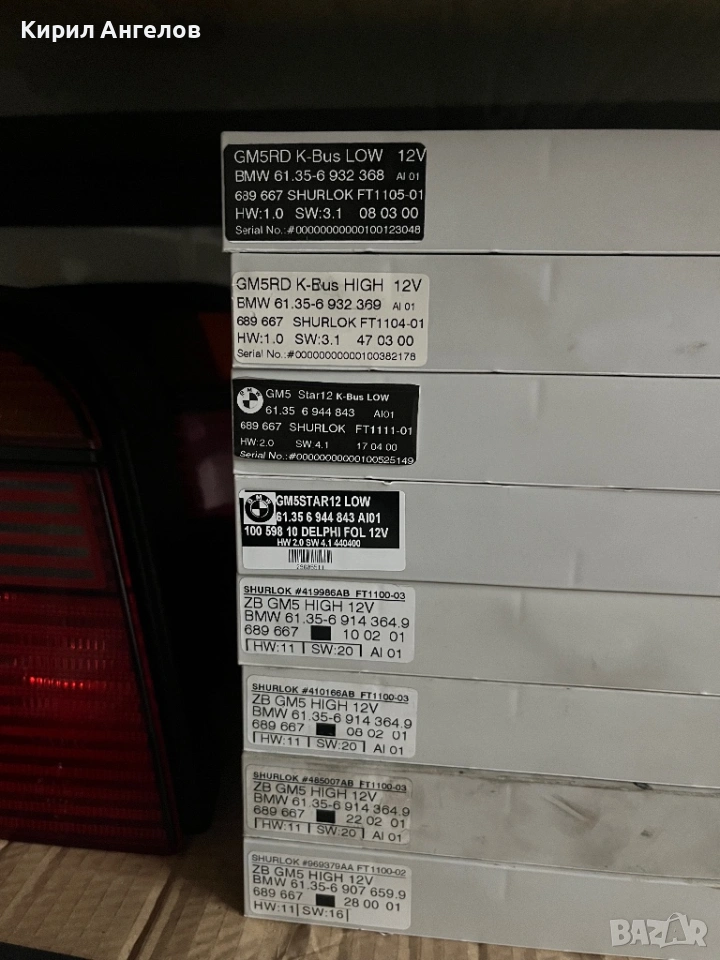 Кирил Ангелов
GM5RD K-Bus LOW 12V
BMW 61.35-6 932 368 AI 01
689 667 SHURLOK FT1105-01
HW:1.0 SW:3.1 08 03 00
Serial No.:#00000000000100123048
GM5RD K-Bus HIGH 12V
BMW 61.35-6 932 369 AI 01
689 667 SHURLOK FT1104-01
HW:1.0 SW:3.1 47 03 00
Serial No.:#00000000000100382178
BMW
GM5 Star12 K-Bus LOW
61.35 6 944 843 AI01
689 667 SHURLOK FT1111-01
HW:2.0 SW 4.1 17 04 00
Serial No.:#00000000000100525149
BMW
GM5STAR12 LOW
61.35 6 944 843 AI01
100 598 10 DELPHI FOL 12V
HW 2.0 SW 4.1 440400
SHURLOK #419986AB FT1100-03
ZB GM5 HIGH 12V
BMW 61.35-6 914 364.9
689 667 10 02 01
HW:11 SW:20 AI 01
SHURLOK #410166AB FT1100-03
ZB GM5 HIGH 12V
BMW 61.35-6 914 364.9
689 667 08 02 01
HW:11 SW:20 AI 01
SHURLOK #485007AB FT1100-03
ZB GM5 HIGH 12V
BMW 61.35-6 914 364.9
689 667 22 02 01
HW:11 SW:20 AI 01
SHURLOK #969379AA FT1100-02
ZB GM5 HIGH 12V
BMW 61.35-6 907 659.9
689 667 28 00 01
HW:11 SW:16
BAZAR